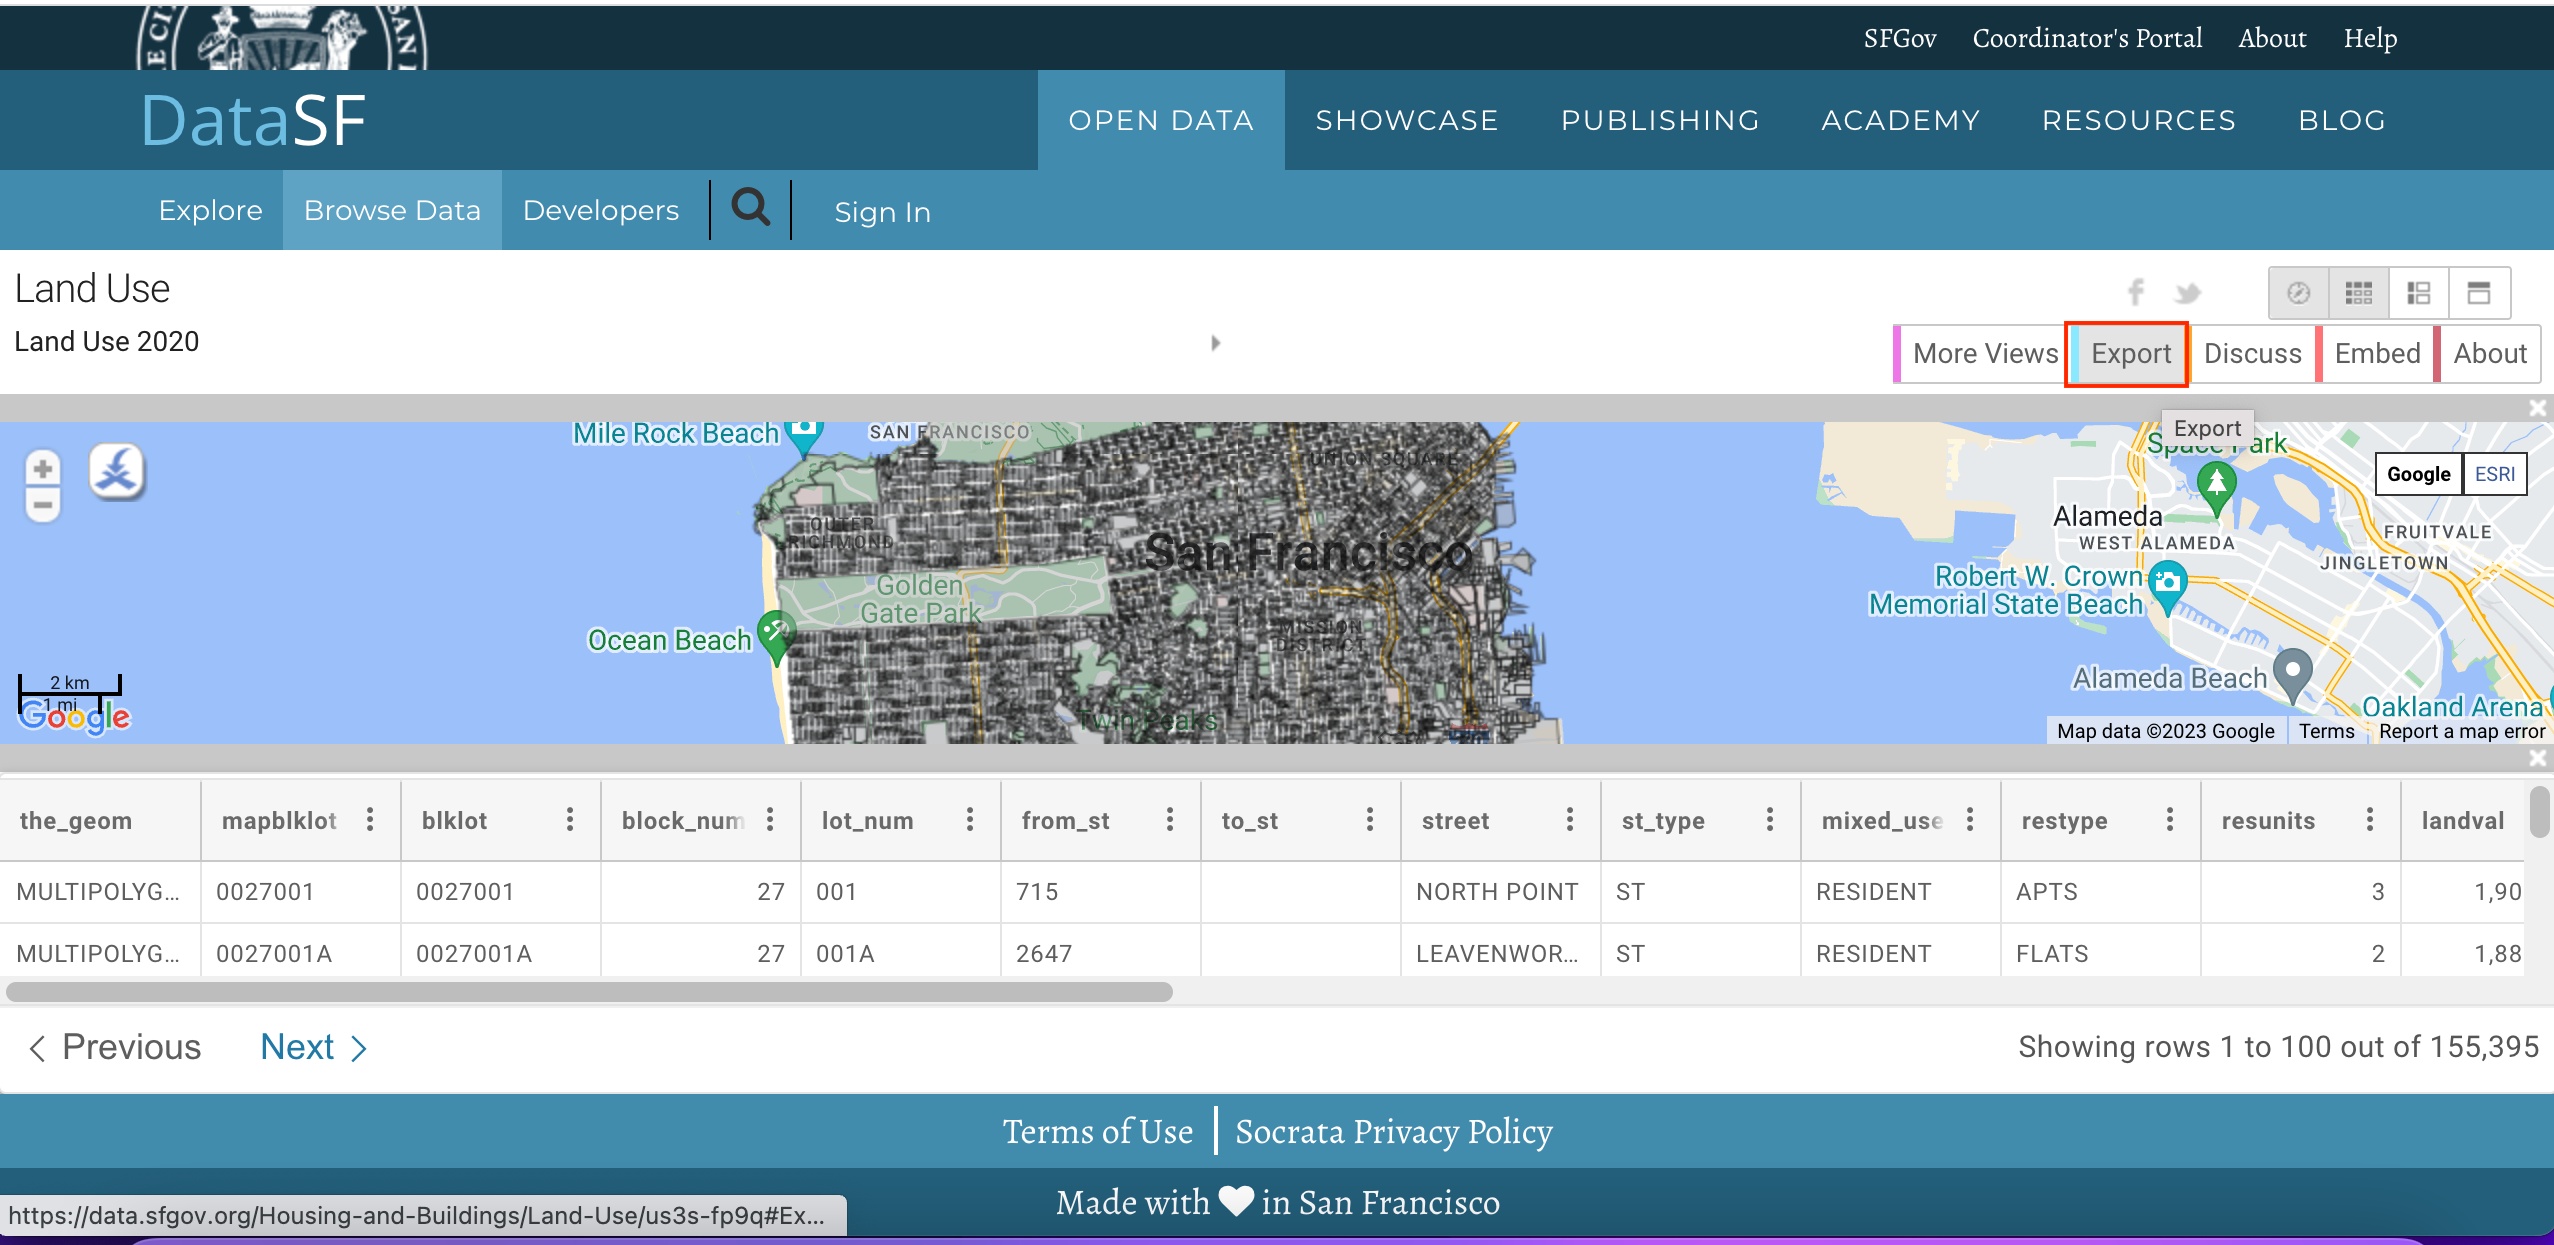 SFGov Coordinator's Portal About Help
DataSF
OPEN DATA SHOWCASE PUBLISHING ACADEMY RESOURCES BLOG
Explore Browse Data Developers Sign In
Land Use
Land Use 2020
More Views Export Discuss Embed About
Export
Mile Rock Beach
SAN FRANCISCO
UNION SQUARE
Space Park
Google ESRI
OUTER
RICHMOND
San Francisco
Alameda
WEST ALAMEDA
FRUITVALE
JINGLETOWN
Golden
Gate Park
Robert W. Crown
Memorial State Beach
Ocean Beach
MISSION
DISTRICT
Alameda Beach
2 km
1 mi
Google
Twin Peaks
Oakland Arena
Map data ©2023 Google Terms Report a map error
the_geom mapblklot blklot block_num lot_num from_st to_st street st_type mixed_use restype resunits landval
MULTIPOLYG... 0027001 0027001 27 001 715 NORTH POINT ST RESIDENT APTS 3 1,90
MULTIPOLYG... 0027001A 0027001A 27 001A 2647 LEAVENWOR... ST RESIDENT FLATS 2 1,88
Previous Next
Showing rows 1 to 100 out of 155,395
Terms of Use Socrata Privacy Policy
Made with in San Francisco
https://data.sfgov.org/Housing-and-Buildings/Land-Use/us3s-fp9q#Ex...